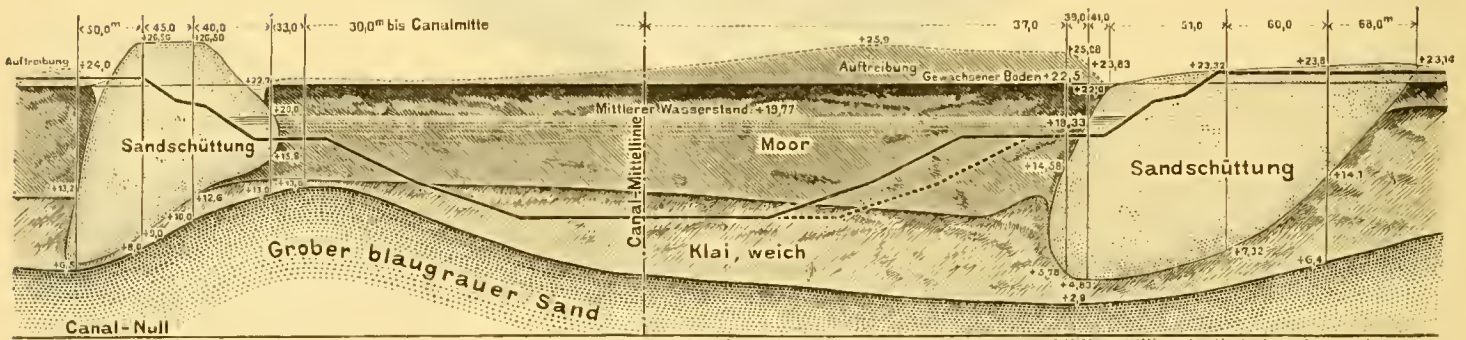 50,0ᵐ 45,0 40,0 33,0 30,0ᵐ bis Canalmitte 37,0 39,0 41,0 51,0 60,0 68,0ᵐ
+26,50 +26,50
+25,9
+25,08
Auftreibung +24,0 Auftreibung +23,83 +23,32 +23,8 +23,14
+22,7 Gewachsener Boden +22,5
+22,0
+20,0 Mittlerer Wasserstand +19,77
+18,33
Sandschüttung Moor Sandschüttung
+15,8
+14,58
+14,1
+13,2 +13,0
+12,6
+10,0
+9,0
+8,0
Canal-Mittellinie
Klai, weich
Grober blaugrauer Sand
+7,32
+6,5 +5,78 +6,4
+4,83
+2,9
Canal-Null